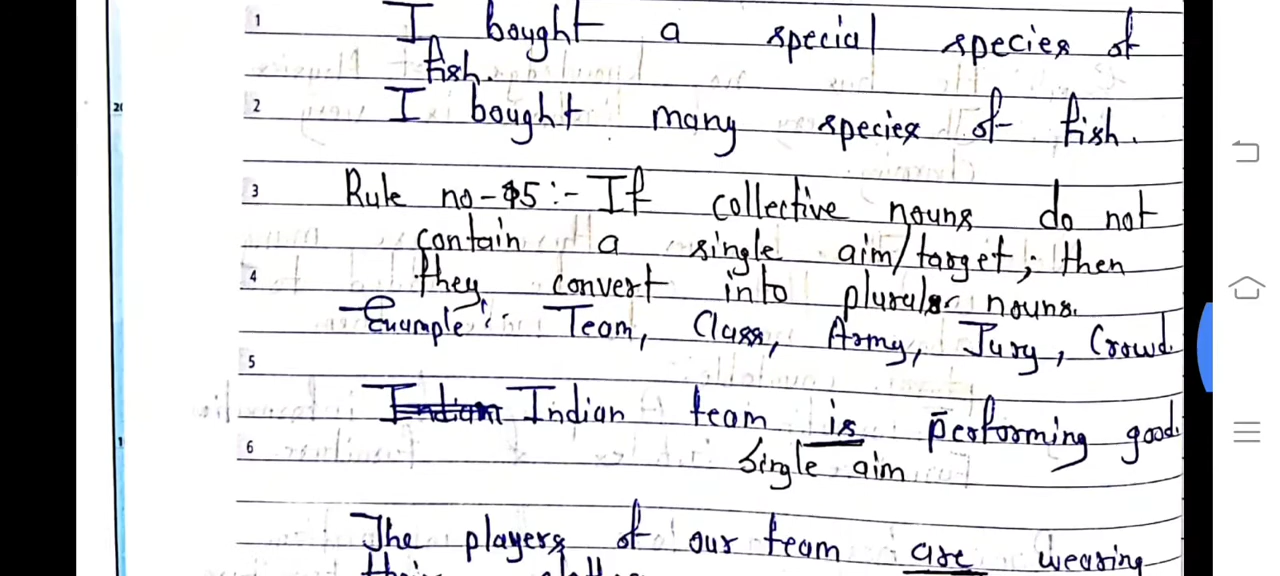 I bought a special species of
fish.
I bought many species of fish.
Rule no-15:- If collective nouns do not
contain a single aim/target; then
they convert into plural nouns.
Example:- Team, Class, Army, Jury, Crowd.
Indian Indian team is performing good.
Single aim
The players of our team are wearing
1
2
3
4
5
6